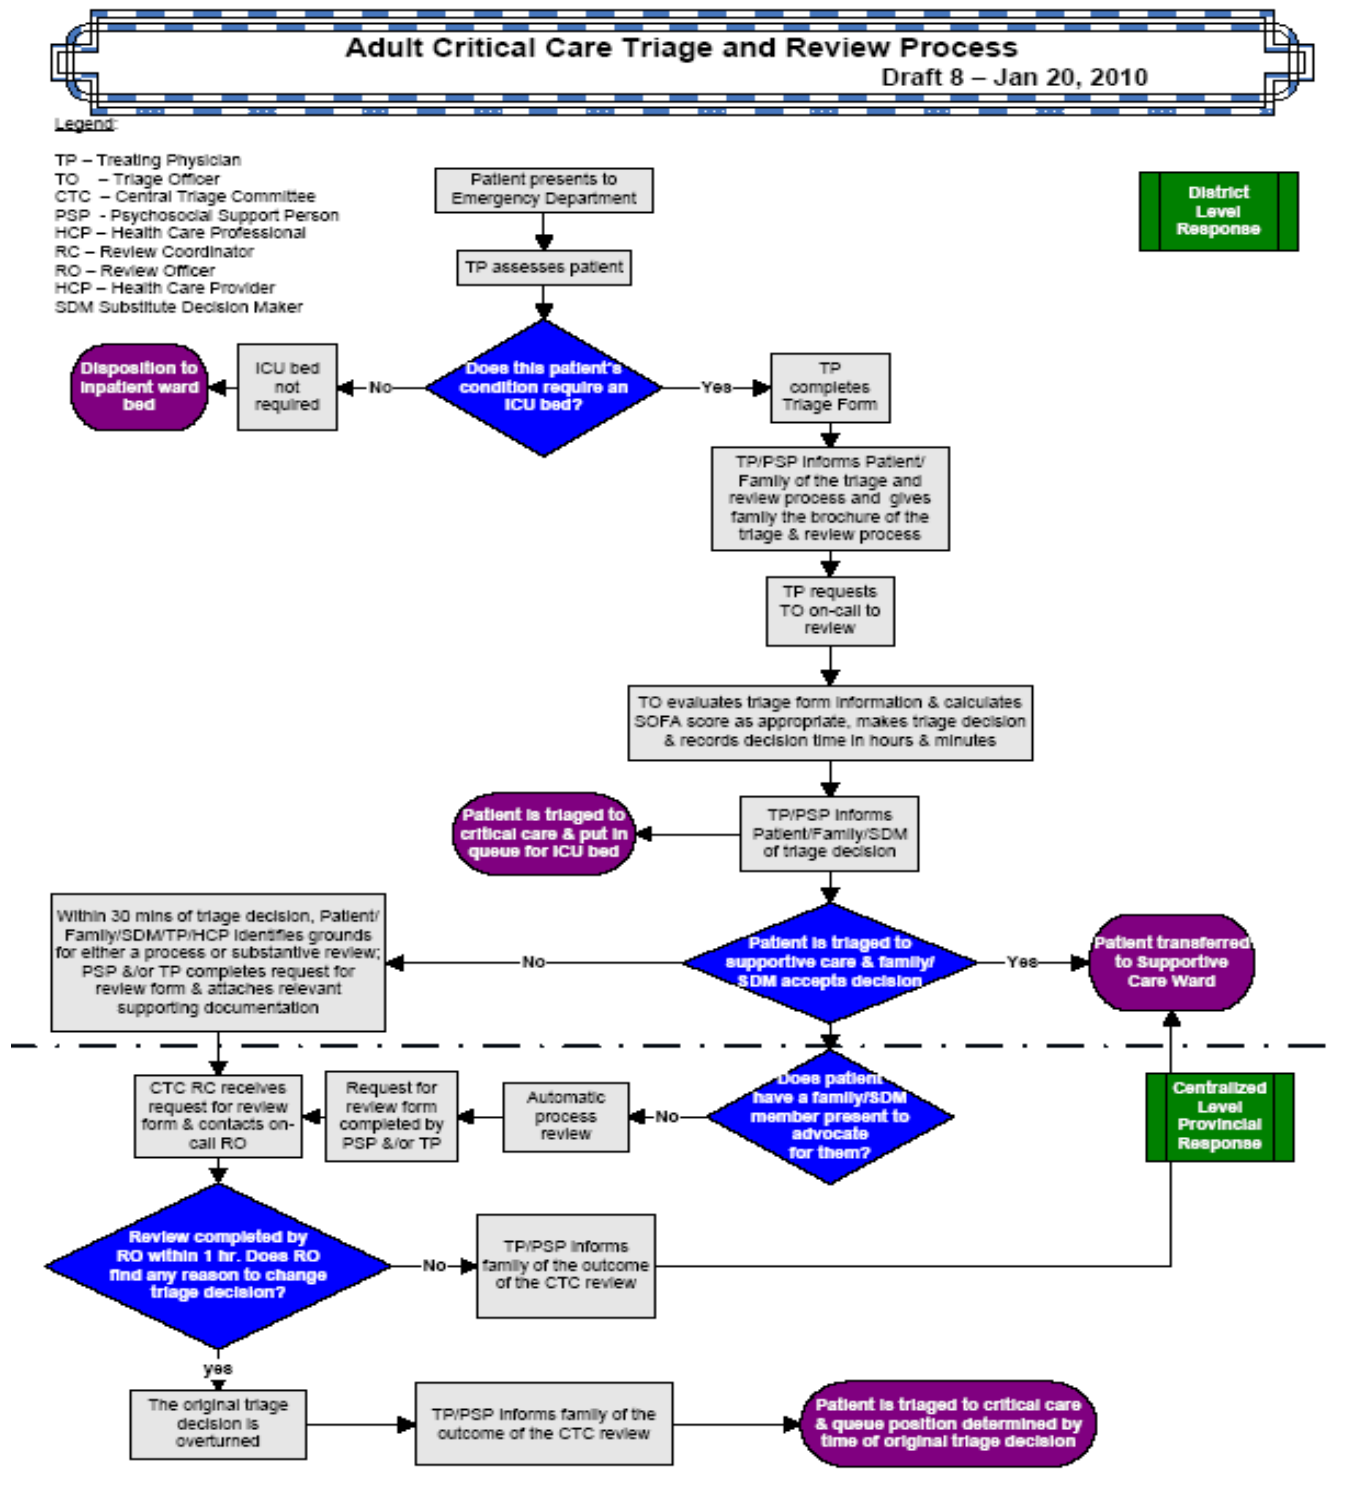 Adult Critical Care Triage and Review Process
Draft 8 – Jan 20, 2010
Legend:
TP – Treating Physician
TO – Triage Officer
CTC – Central Triage Committee
PSP - Psychosocial Support Person
HCP – Health Care Professional
RC – Review Coordinator
RO – Review Officer
HCP – Health Care Provider
SDM Substitute Decision Maker
Patient presents to
Emergency Department
District
Level
Response
TP assesses patient
Does this patient's
condition require an
ICU bed?
No
ICU bed
not
required
Disposition to
inpatient ward
bed
Yes
TP
completes
Triage Form
TP/PSP informs Patient/
Family of the triage and
review process and gives
family the brochure of the
triage & review process
TP requests
TO on-call to
review
TO evaluates triage form information & calculates
SOFA score as appropriate, makes triage decision
& records decision time in hours & minutes
TP/PSP informs
Patient/Family/SDM
of triage decision
Patient is triaged to
critical care & put in
queue for ICU bed
Patient is triaged to
supportive care & family/
SDM accepts decision
Yes
Patient transferred
to Supportive
Care Ward
No
Within 30 mins of triage decision, Patient/
Family/SDM/TP/HCP identifies grounds
for either a process or substantive review;
PSP &/or TP completes request for
review form & attaches relevant
supporting documentation
Does patient
have a family/SDM
member present to
advocate
for them?
No
Automatic
process
review
Request for
review form
completed by
PSP &/or TP
CTC RC receives
request for review
form & contacts on-
call RO
Centralized
Level
Provincial
Response
Review completed by
RO within 1 hr. Does RO
find any reason to change
triage decision?
No
TP/PSP informs
family of the outcome
of the CTC review
yes
The original triage
decision is
overturned
TP/PSP informs family of the
outcome of the CTC review
Patient is triaged to critical care
& queue position determined by
time of original triage decision